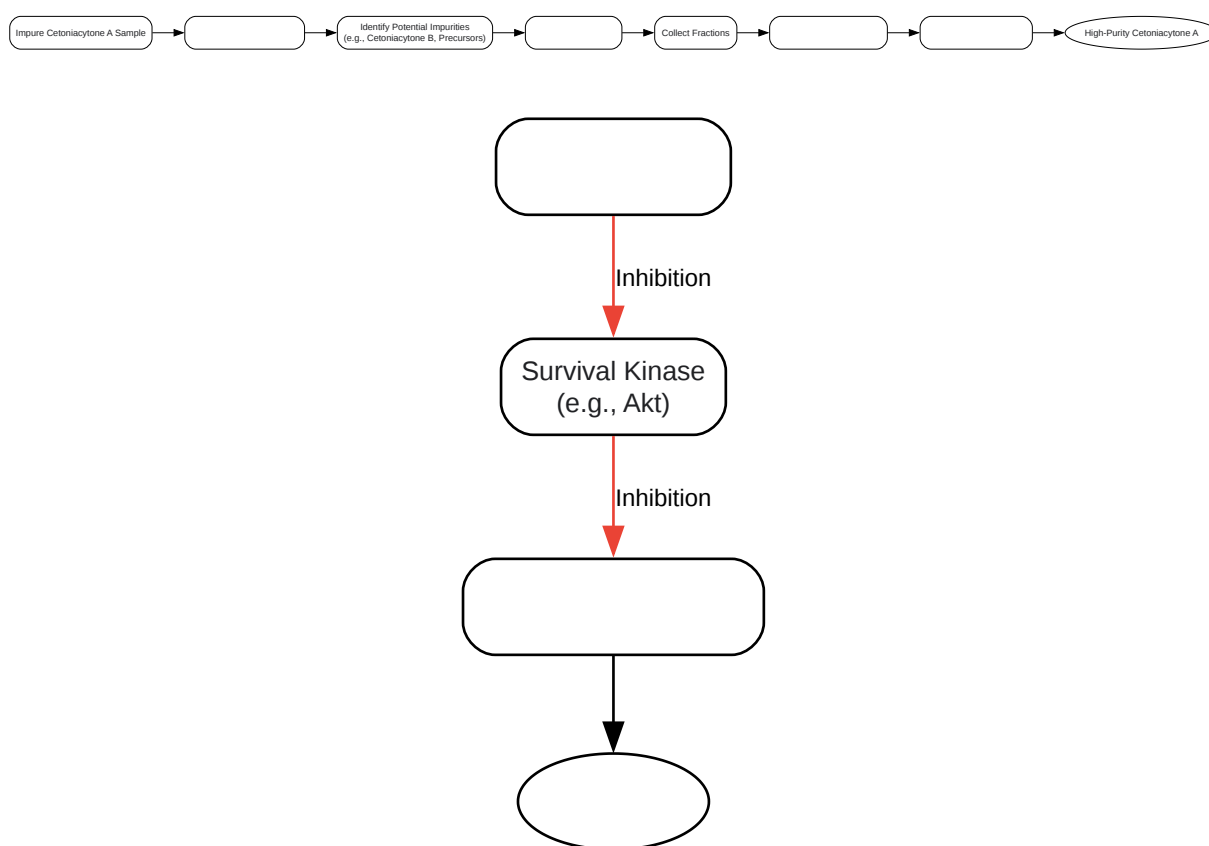 Impure Cetoniacytone A Sample
Identify Potential Impurities
(e.g., Cetoniacytone B, Precursors)
Collect Fractions
High-Purity Cetoniacytone A
Inhibition
Survival Kinase
(e.g., Akt)
Inhibition